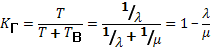 K_Г = T / (T + T_В) = (1/λ) / (1/λ + 1/μ) = 1 − λ/μ